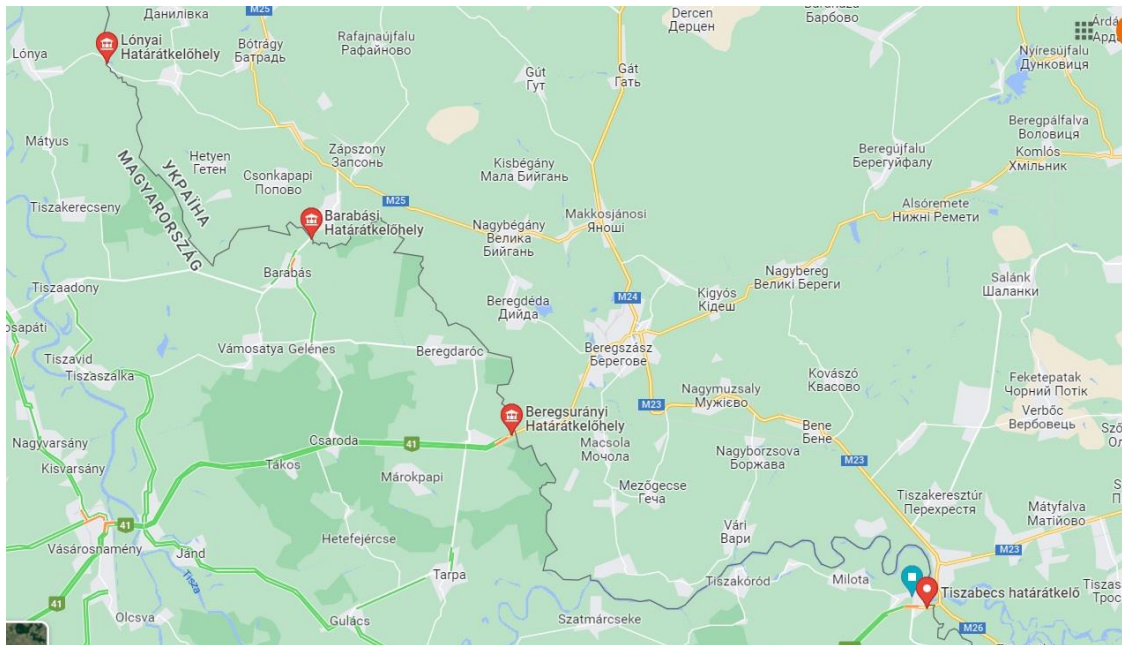 Данилівка
M25
Dercen
Дерцен
Барбово
Lónyai
Határátkelőhely
Lónya
Bótrágy
Батрадь
Rafajnaújfalu
Рафайново
Nyíresújfalu
Дунковиця
Gút
Гут
Gát
Гать
Beregpálfalva
Воловиця
Mátyus
Hetyen
Гетен
Zápszony
Запсонь
Csonkapapi
Попово
Kisbégány
Мала Бийгань
Beregújfalu
Берегуйфалу
Komlós
Хмільник
УКРАЇНА
MAGYARORSZÁG
Tiszakerecseny
Barabási
Határátkelőhely
M25
Nagybégány
Велика
Бийгань
Makkosjánosi
Яноші
Alsóremete
Нижні Ремети
Barabás
Tiszaadony
Beregdéda
Дийда
M24
Kigyós
Кідеш
Nagybereg
Великі Береги
Salánk
Шаланки
Tiszavid
Tiszaszalka
Vámosatya
Gelénes
Beregdaróc
Beregszász
Берегове
Nagymuzsaly
Мужієво
Kovászó
Квасово
Feketepatak
Чорний Потік
M23
Beregsurányi
Határátkelőhely
Verbőc
Вербовець
Nagyvarsány
Kisvarsány
Csaroda
41
Tákos
Márokpapi
Macsola
Мочола
Nagyborzsova
Боржава
Bene
Бене
M23
Mezőgecse
Геча
Tiszakeresztúr
Перехрестя
Mátyfalva
Матійово
41
Vásárosnamény
Jánd
Hetefejércse
Vári
Вари
M23
Tisza
Tarpa
Tiszakóród
Milota
Tiszabecs határátkelő
41
Olcsva
Gulács
Szatmárcseke
M26